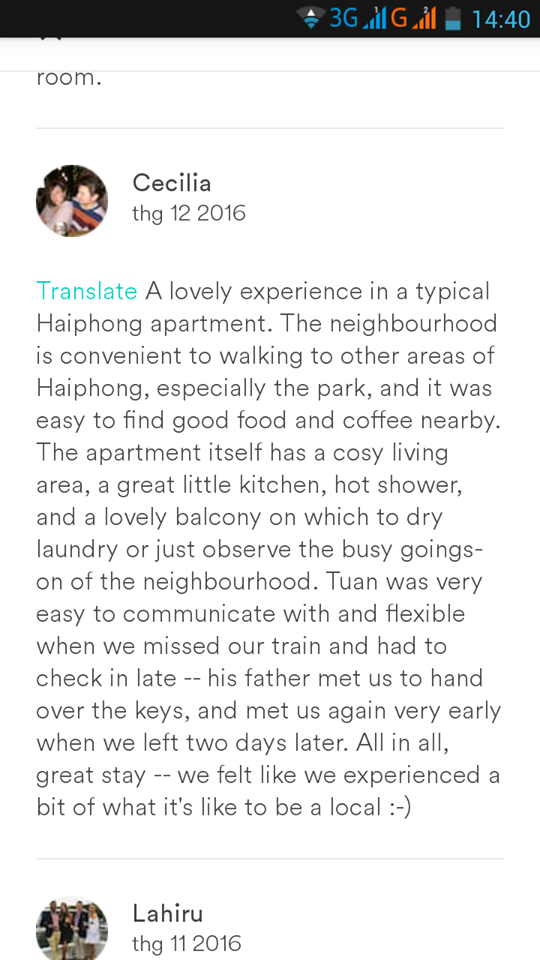 3G 1 G 2 14:40
room.
Cecilia
thg 12 2016
Translate A lovely experience in a typical
Haiphong apartment. The neighbourhood
is convenient to walking to other areas of
Haiphong, especially the park, and it was
easy to find good food and coffee nearby.
The apartment itself has a cosy living
area, a great little kitchen, hot shower,
and a lovely balcony on which to dry
laundry or just observe the busy goings-
on of the neighbourhood. Tuan was very
easy to communicate with and flexible
when we missed our train and had to
check in late -- his father met us to hand
over the keys, and met us again very early
when we left two days later. All in all,
great stay -- we felt like we experienced a
bit of what it's like to be a local :-)
Lahiru
thg 11 2016